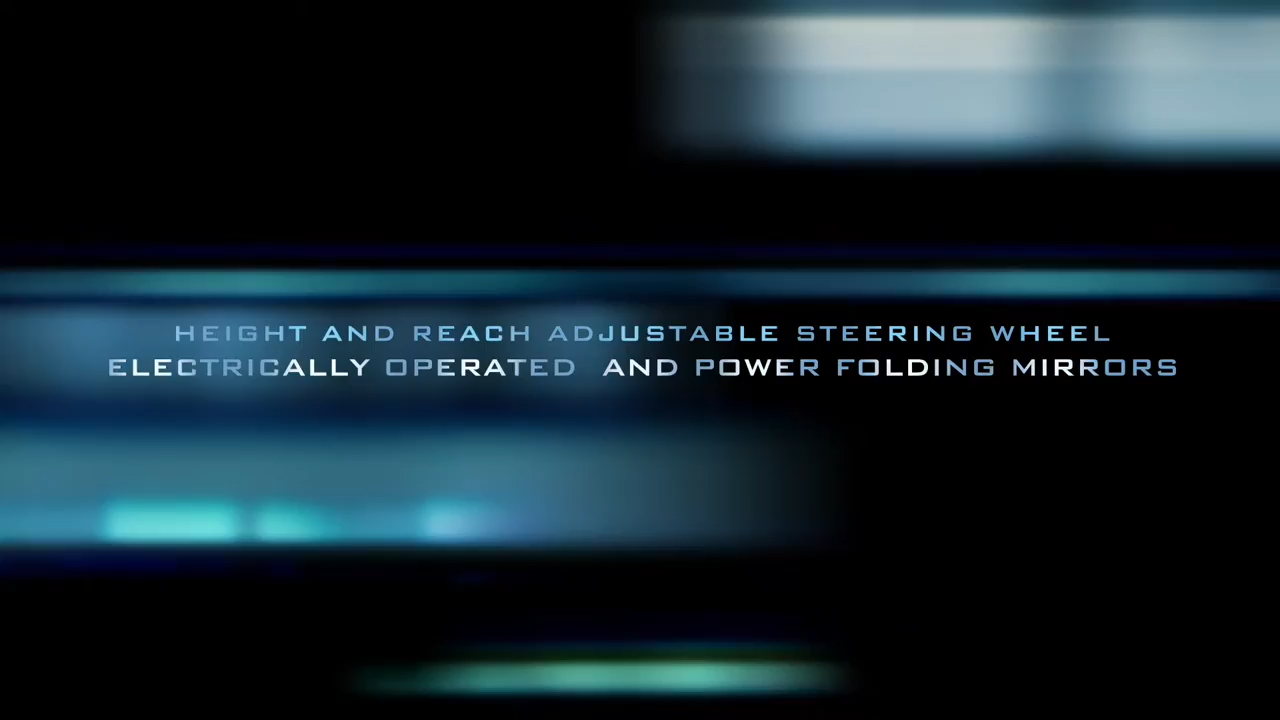 HEIGHT AND REACH ADJUSTABLE STEERING WHEEL
ELECTRICALLY OPERATED  AND POWER FOLDING MIRRORS